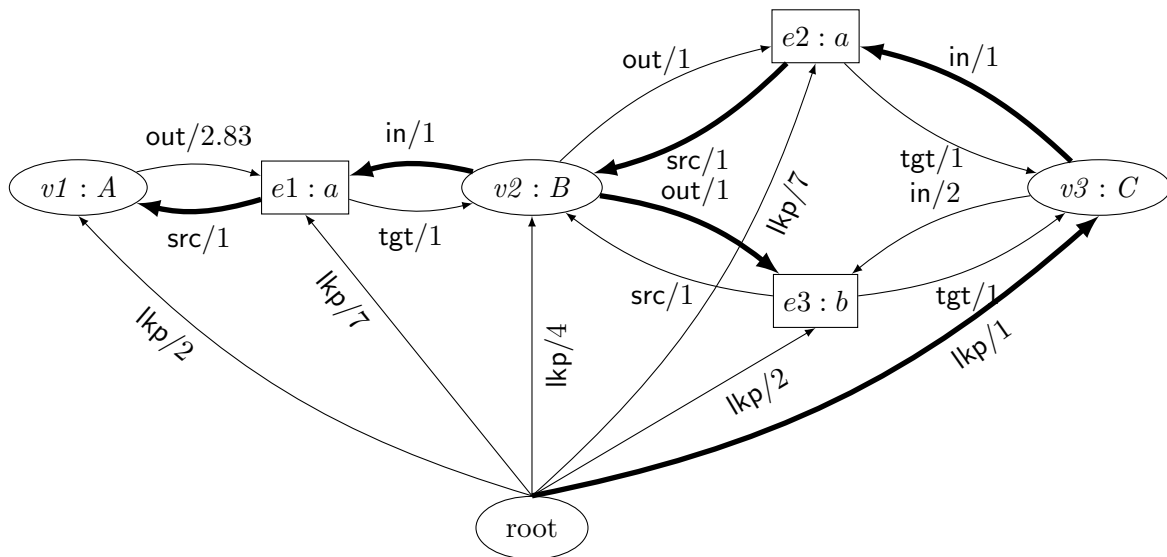 e2 : a
out/1
in/1
out/2.83
in/1
src/1
tgt/1
v1 : A
e1 : a
v2 : B
out/1
lkp/7
in/2
v3 : C
src/1
tgt/1
src/1
e3 : b
tgt/1
lkp/2
lkp/7
lkp/4
lkp/2
lkp/1
root